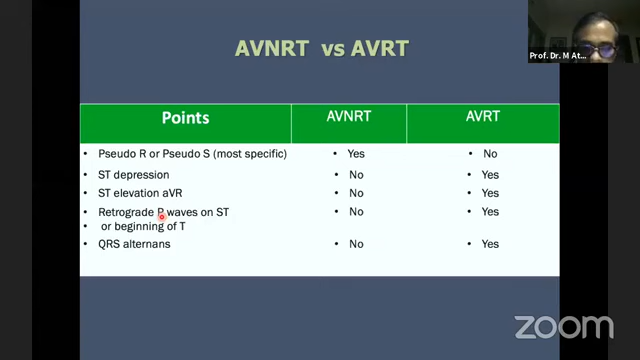 AVNRT vs AVRT
Prof. Dr. M At...
Points AVNRT AVRT
• Pseudo R or Pseudo S (most specific) • Yes • No
• ST depression • No • Yes
• ST elevation aVR • No • Yes
• Retrograde P waves on ST • No • Yes
• or beginning of T
• QRS alternans • No • Yes
zoom